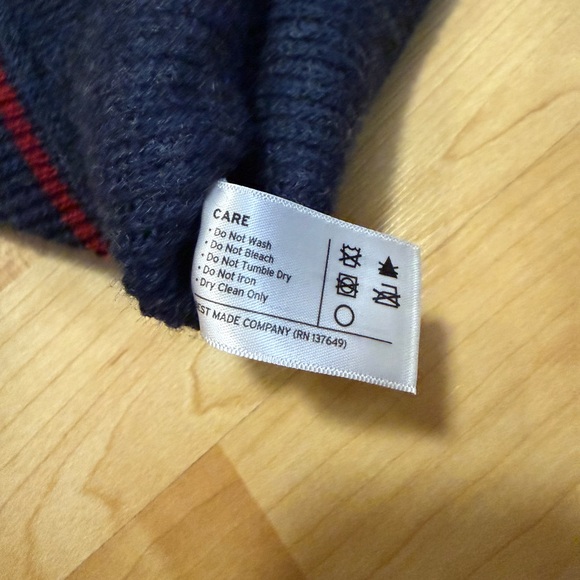 CARE
• Do Not Wash
• Do Not Bleach
• Do Not Tumble Dry
• Do Not Iron
• Dry Clean Only
MADE COMPANY (RN 137649)